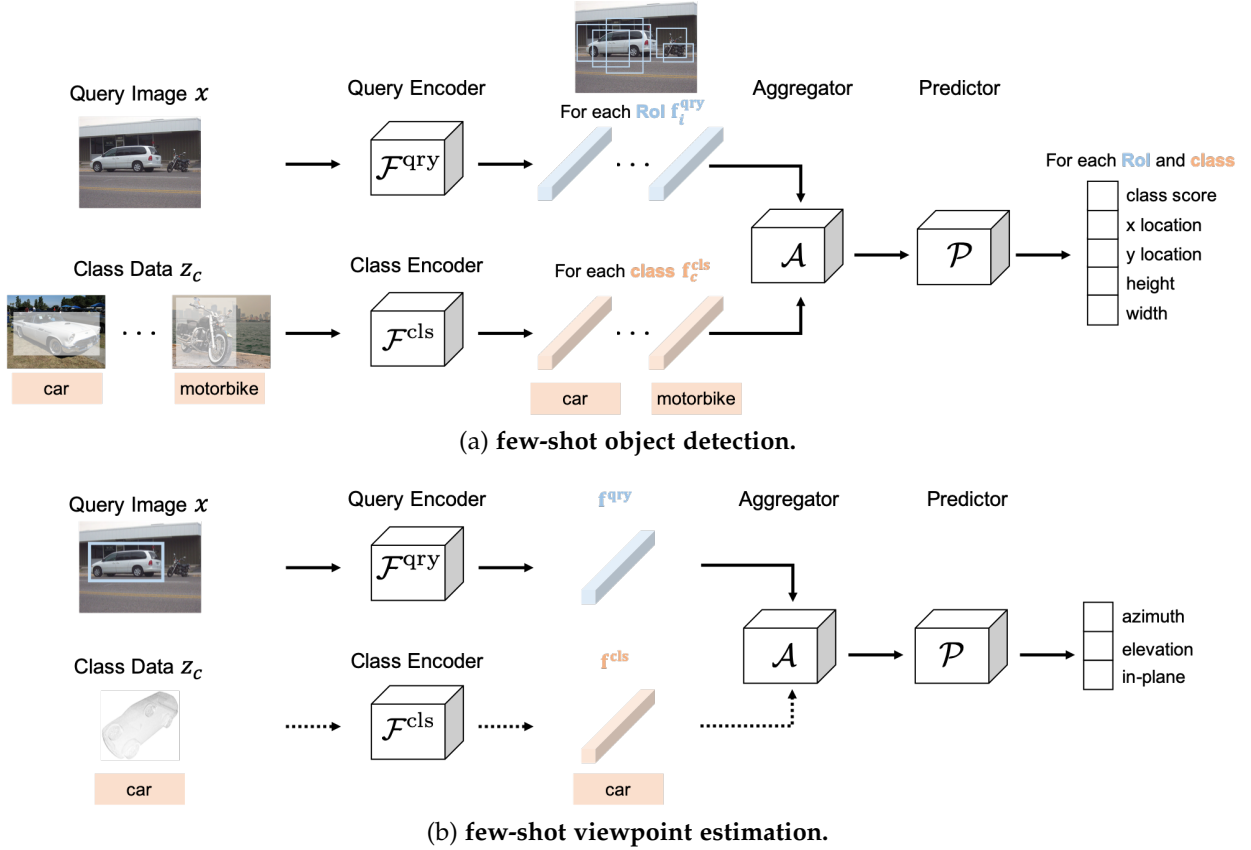 Query Image x
Query Encoder
For each RoI f_i^qry
Aggregator
Predictor
F^qry
. . .
For each RoI and class
class score
x location
y location
height
width
A
P
Class Data z_c
Class Encoder
For each class f_c^cls
. . .
F^cls
. . .
car
motorbike
car
motorbike
(a) few-shot object detection.
Query Image x
Query Encoder
f^qry
Aggregator
Predictor
F^qry
A
P
azimuth
elevation
in-plane
Class Data z_c
Class Encoder
f^cls
F^cls
car
car
(b) few-shot viewpoint estimation.